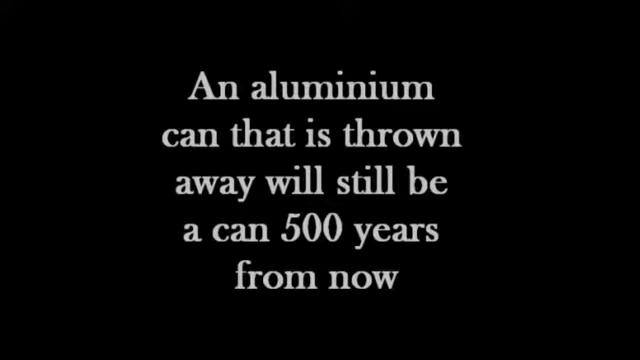 An aluminium
can that is thrown
away will still be
a can 500 years
from now